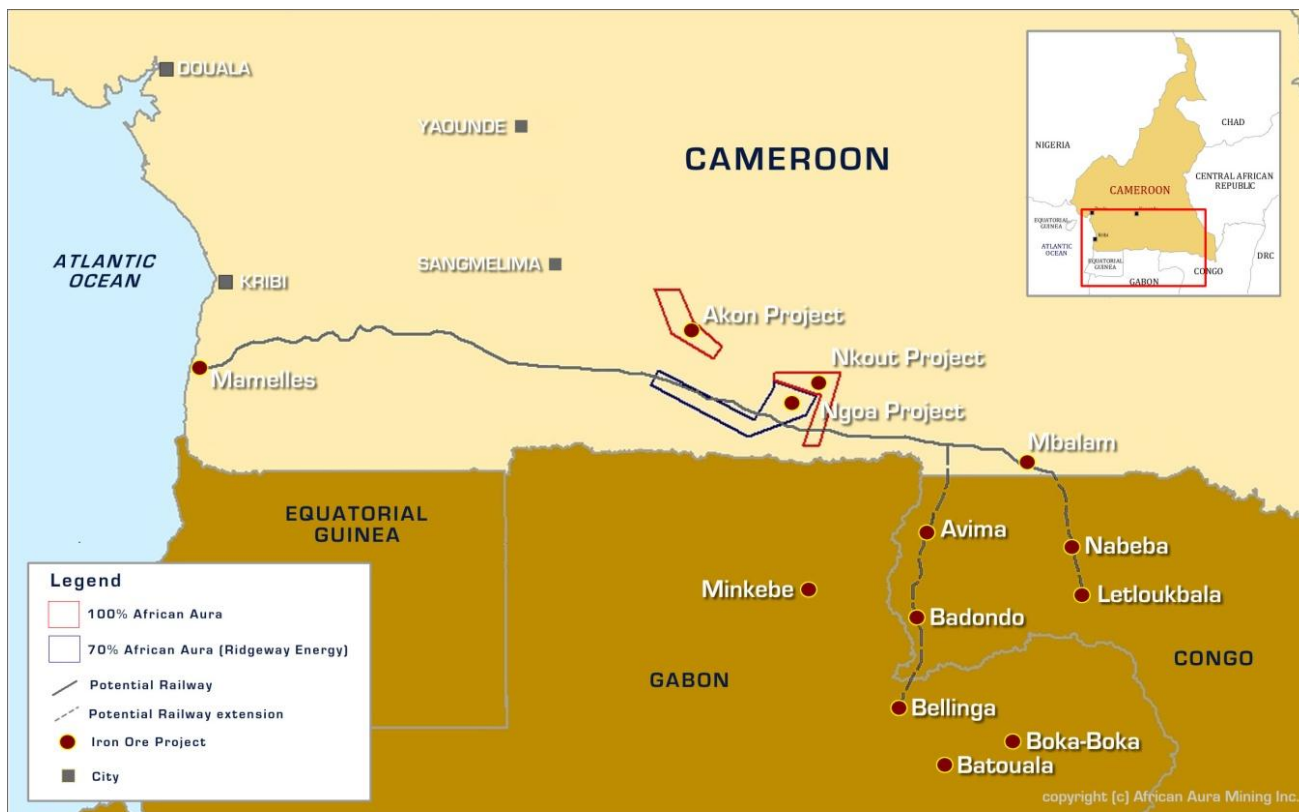 DOUALA
YAOUNDE
CAMEROON
ATLANTIC
OCEAN
KRIBI
SANGMELIMA
Akon Project
Nkout Project
Mamelles
Ngoa Project
Mbalam
EQUATORIAL
GUINEA
Avima
Nabeba
Minkebe
Letloukbala
Badondo
CONGO
GABON
Bellinga
Boka-Boka
Batouala
Legend
100% African Aura
70% African Aura (Ridgeway Energy)
Potential Railway
Potential Railway extension
Iron Ore Project
City
CHAD
NIGERIA
CENTRAL AFRICAN
REPUBLIC
CAMEROON
EQUATORIAL
GUINEA
ATLANTIC
OCEAN
EQUATORIAL
GUINEA
GABON
CONGO
DRC
copyright (c) African Aura Mining Inc.